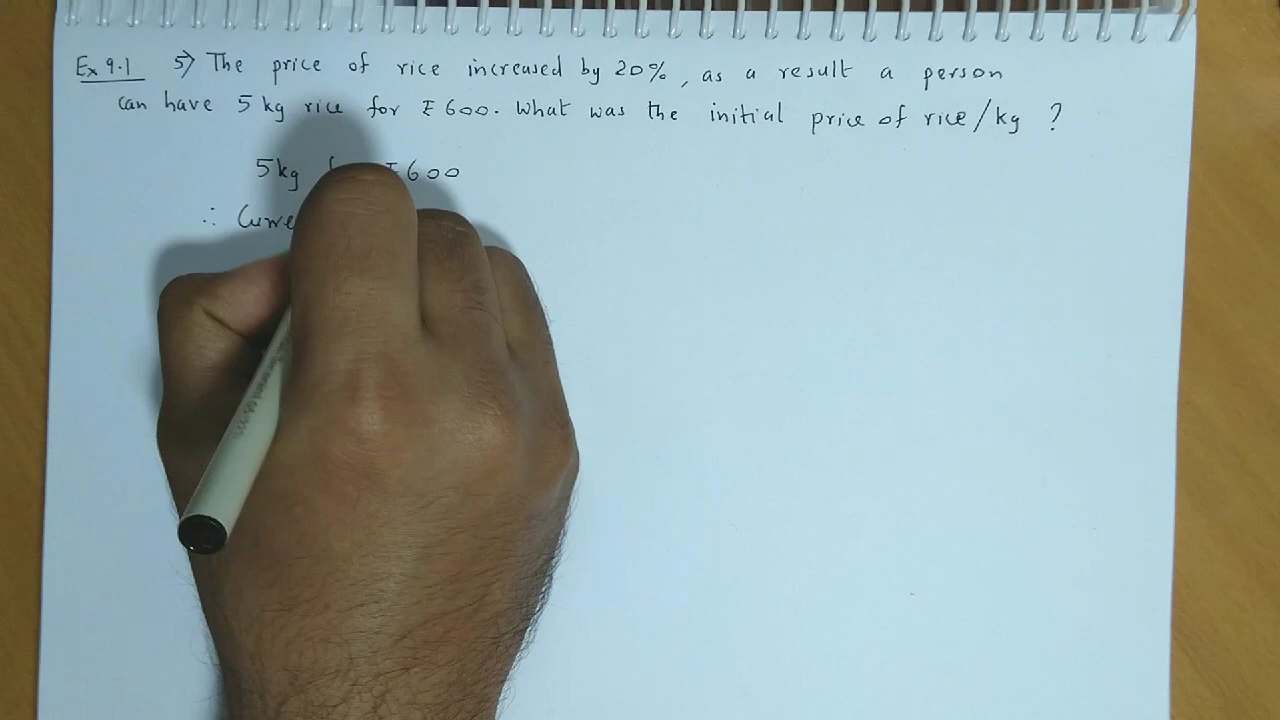 Ex 9.1 5) The price of rice increased by 20%, as a result a person
can have 5 kg rice for ₹600. What was the initial price of rice/kg ?
5kg ₹600
∴